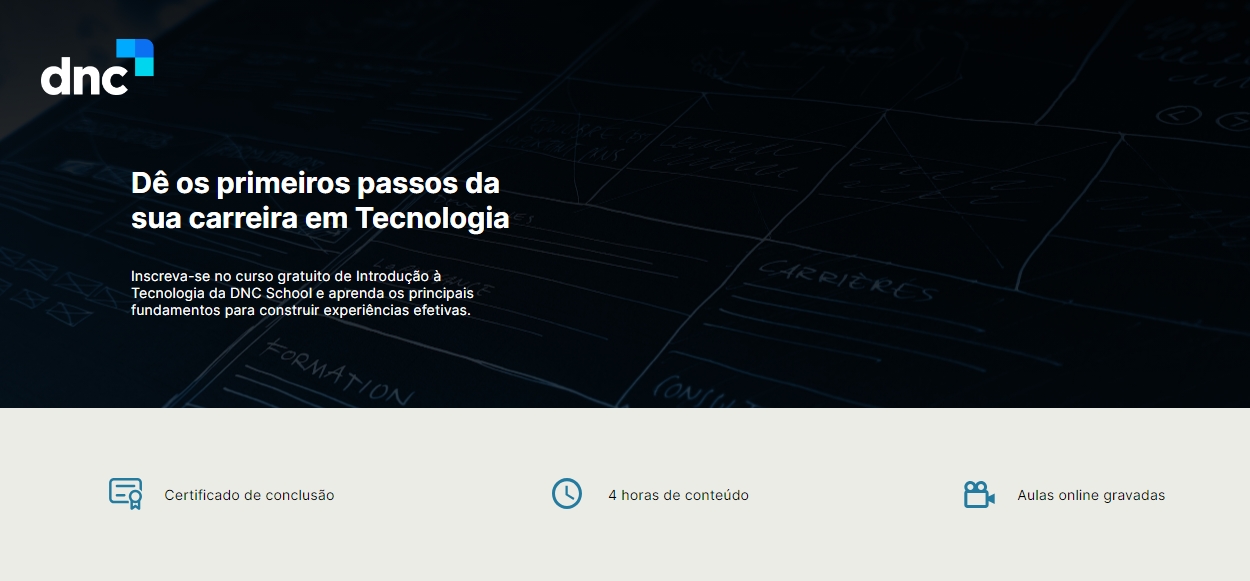 dnc
Dê os primeiros passos da
sua carreira em Tecnologia
Inscreva-se no curso gratuito de Introdução à
Tecnologia da DNC School e aprenda os principais
fundamentos para construir experiências efetivas.
CARRIÈRES
FORMATION
Certificado de conclusão
4 horas de conteúdo
Aulas online gravadas